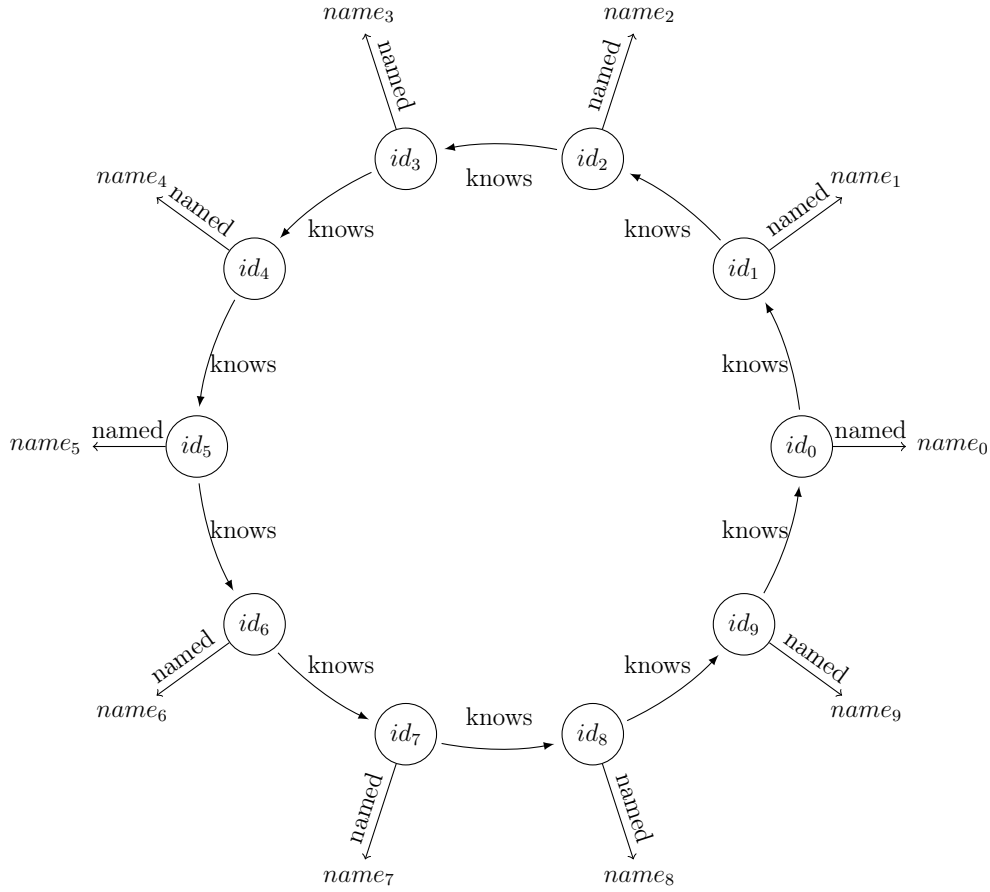 name₃ name₂
named named
id₃ id₂
knows
name₄ name₁
named named
knows knows
id₄ id₁
knows knows
name₅ named id₅ id₀ named name₀
knows knows
id₆ id₉
named named
knows knows
name₆ name₉
knows
id₇ id₈
named named
name₇ name₈